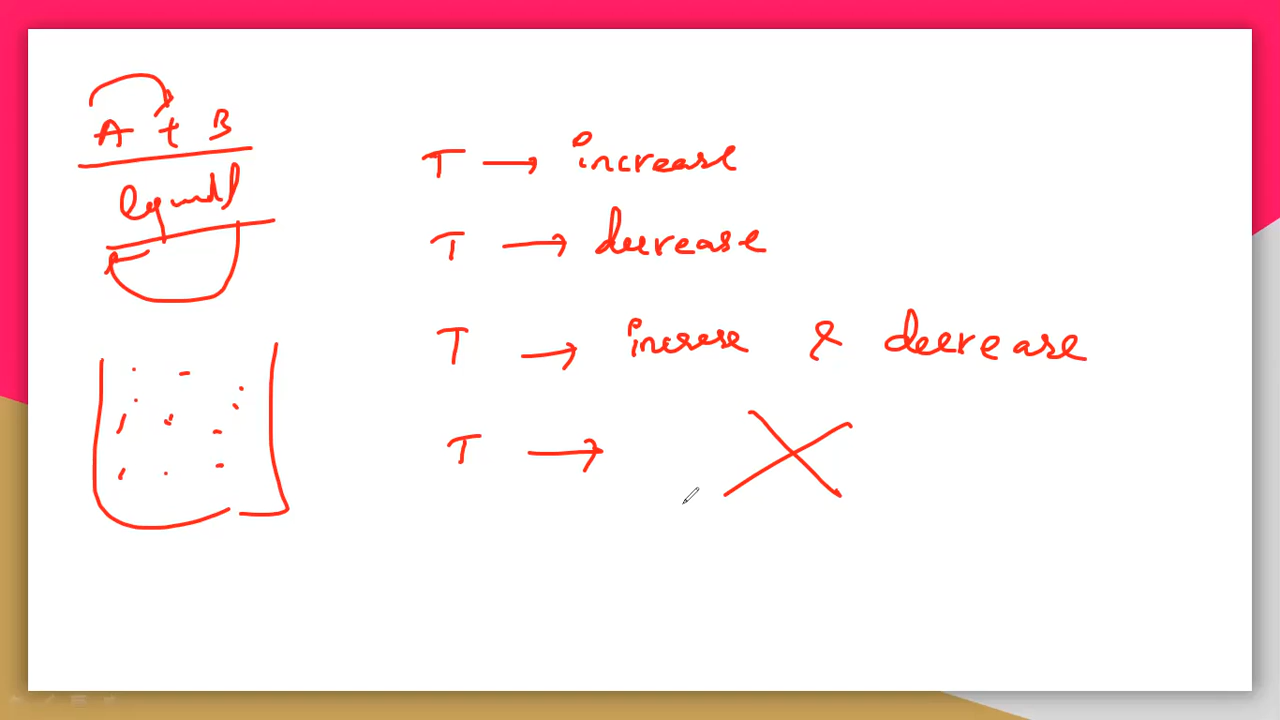 A + B
liquid
T → increase
T → decrease
T → increase & decrease
T →